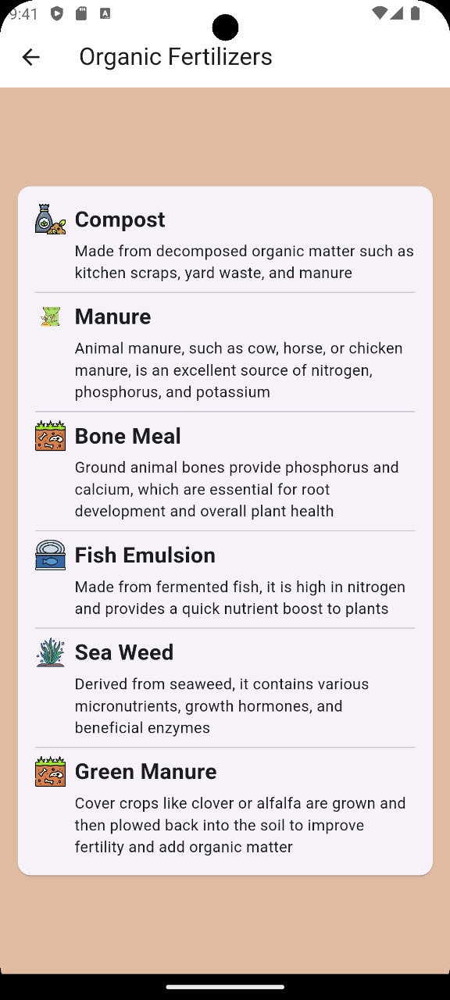 9:41
Organic Fertilizers
Compost
Made from decomposed organic matter such as
kitchen scraps, yard waste, and manure
Manure
Animal manure, such as cow, horse, or chicken
manure, is an excellent source of nitrogen,
phosphorus, and potassium
Bone Meal
Ground animal bones provide phosphorus and
calcium, which are essential for root
development and overall plant health
Fish Emulsion
Made from fermented fish, it is high in nitrogen
and provides a quick nutrient boost to plants
Sea Weed
Derived from seaweed, it contains various
micronutrients, growth hormones, and
beneficial enzymes
Green Manure
Cover crops like clover or alfalfa are grown and
then plowed back into the soil to improve
fertility and add organic matter